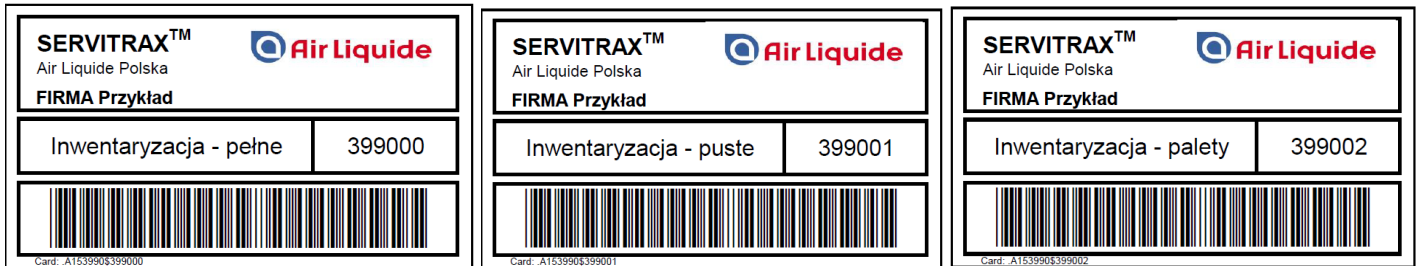 SERVITRAX™
Air Liquide
Air Liquide Polska
FIRMA Przykład
Inwentaryzacja - pełne
399000
Card: .A153990$399000
SERVITRAX™
Air Liquide
Air Liquide Polska
FIRMA Przykład
Inwentaryzacja - puste
399001
Card: .A153990$399001
SERVITRAX™
Air Liquide
Air Liquide Polska
FIRMA Przykład
Inwentaryzacja - palety
399002
Card: .A153990$399002